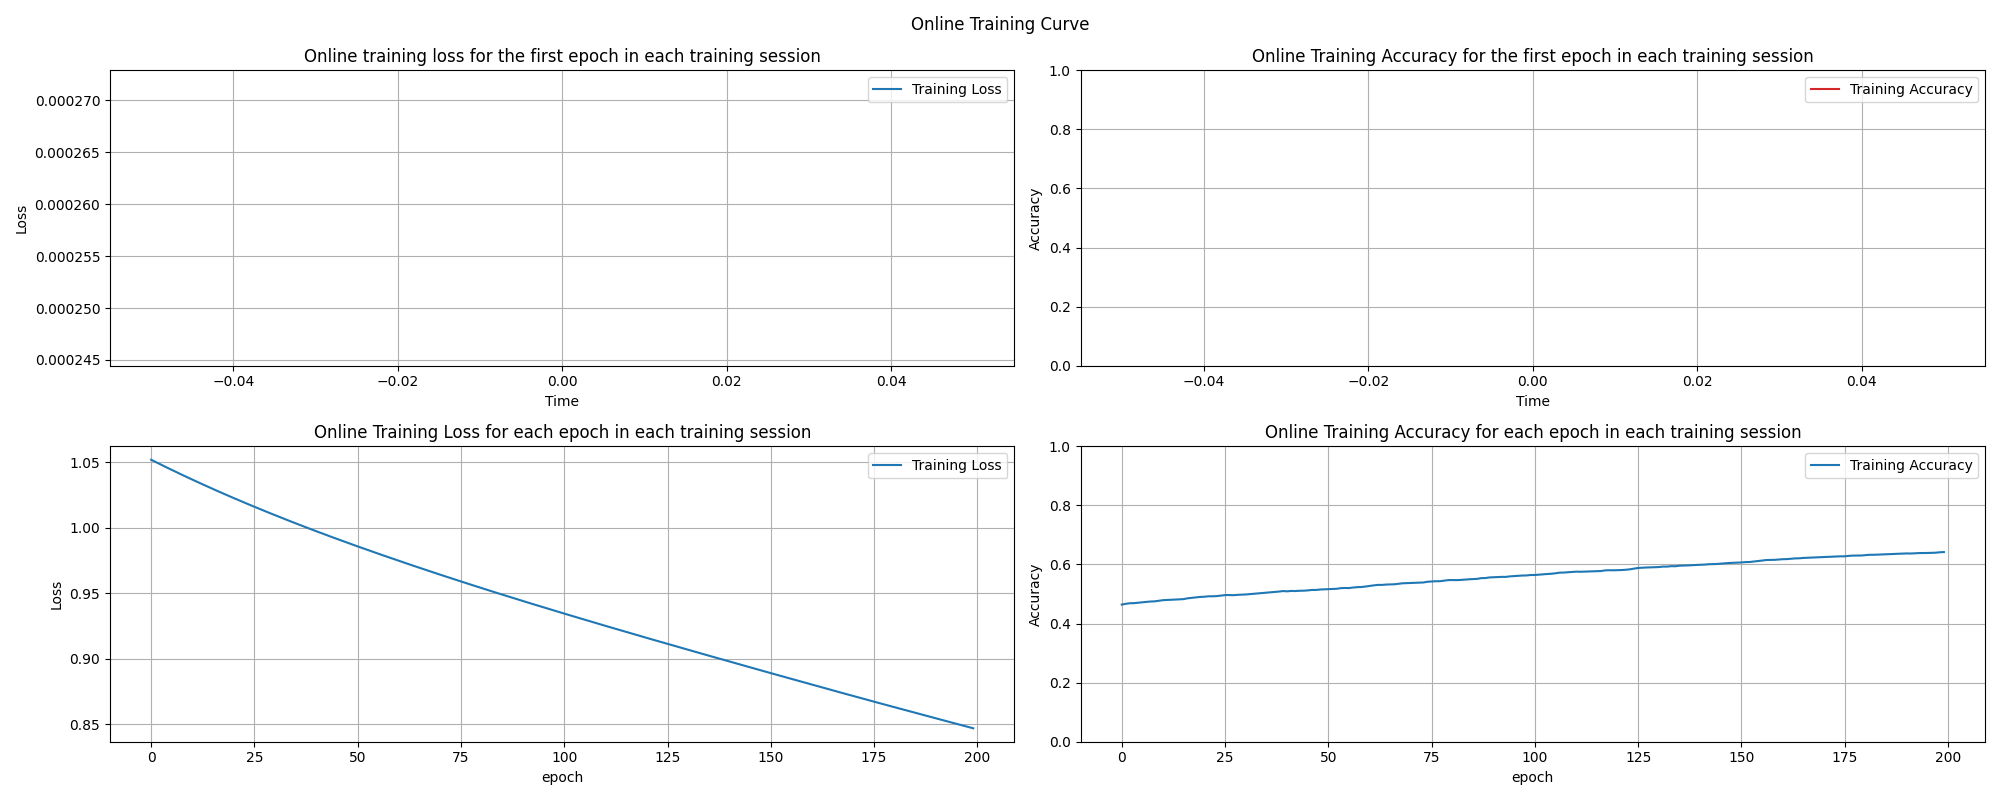 Online Training Curve
Online training loss for the first epoch in each training session
Training Loss
0.000270
0.000265
0.000260
0.000255
0.000250
0.000245
Loss
−0.04 −0.02 0.00 0.02 0.04
Time
Online Training Accuracy for the first epoch in each training session
Training Accuracy
1.0
0.8
0.6
0.4
0.2
0.0
Accuracy
−0.04 −0.02 0.00 0.02 0.04
Time
Online Training Loss for each epoch in each training session
Training Loss
1.05
1.00
0.95
0.90
0.85
Loss
0 25 50 75 100 125 150 175 200
epoch
Online Training Accuracy for each epoch in each training session
Training Accuracy
1.0
0.8
0.6
0.4
0.2
0.0
Accuracy
0 25 50 75 100 125 150 175 200
epoch